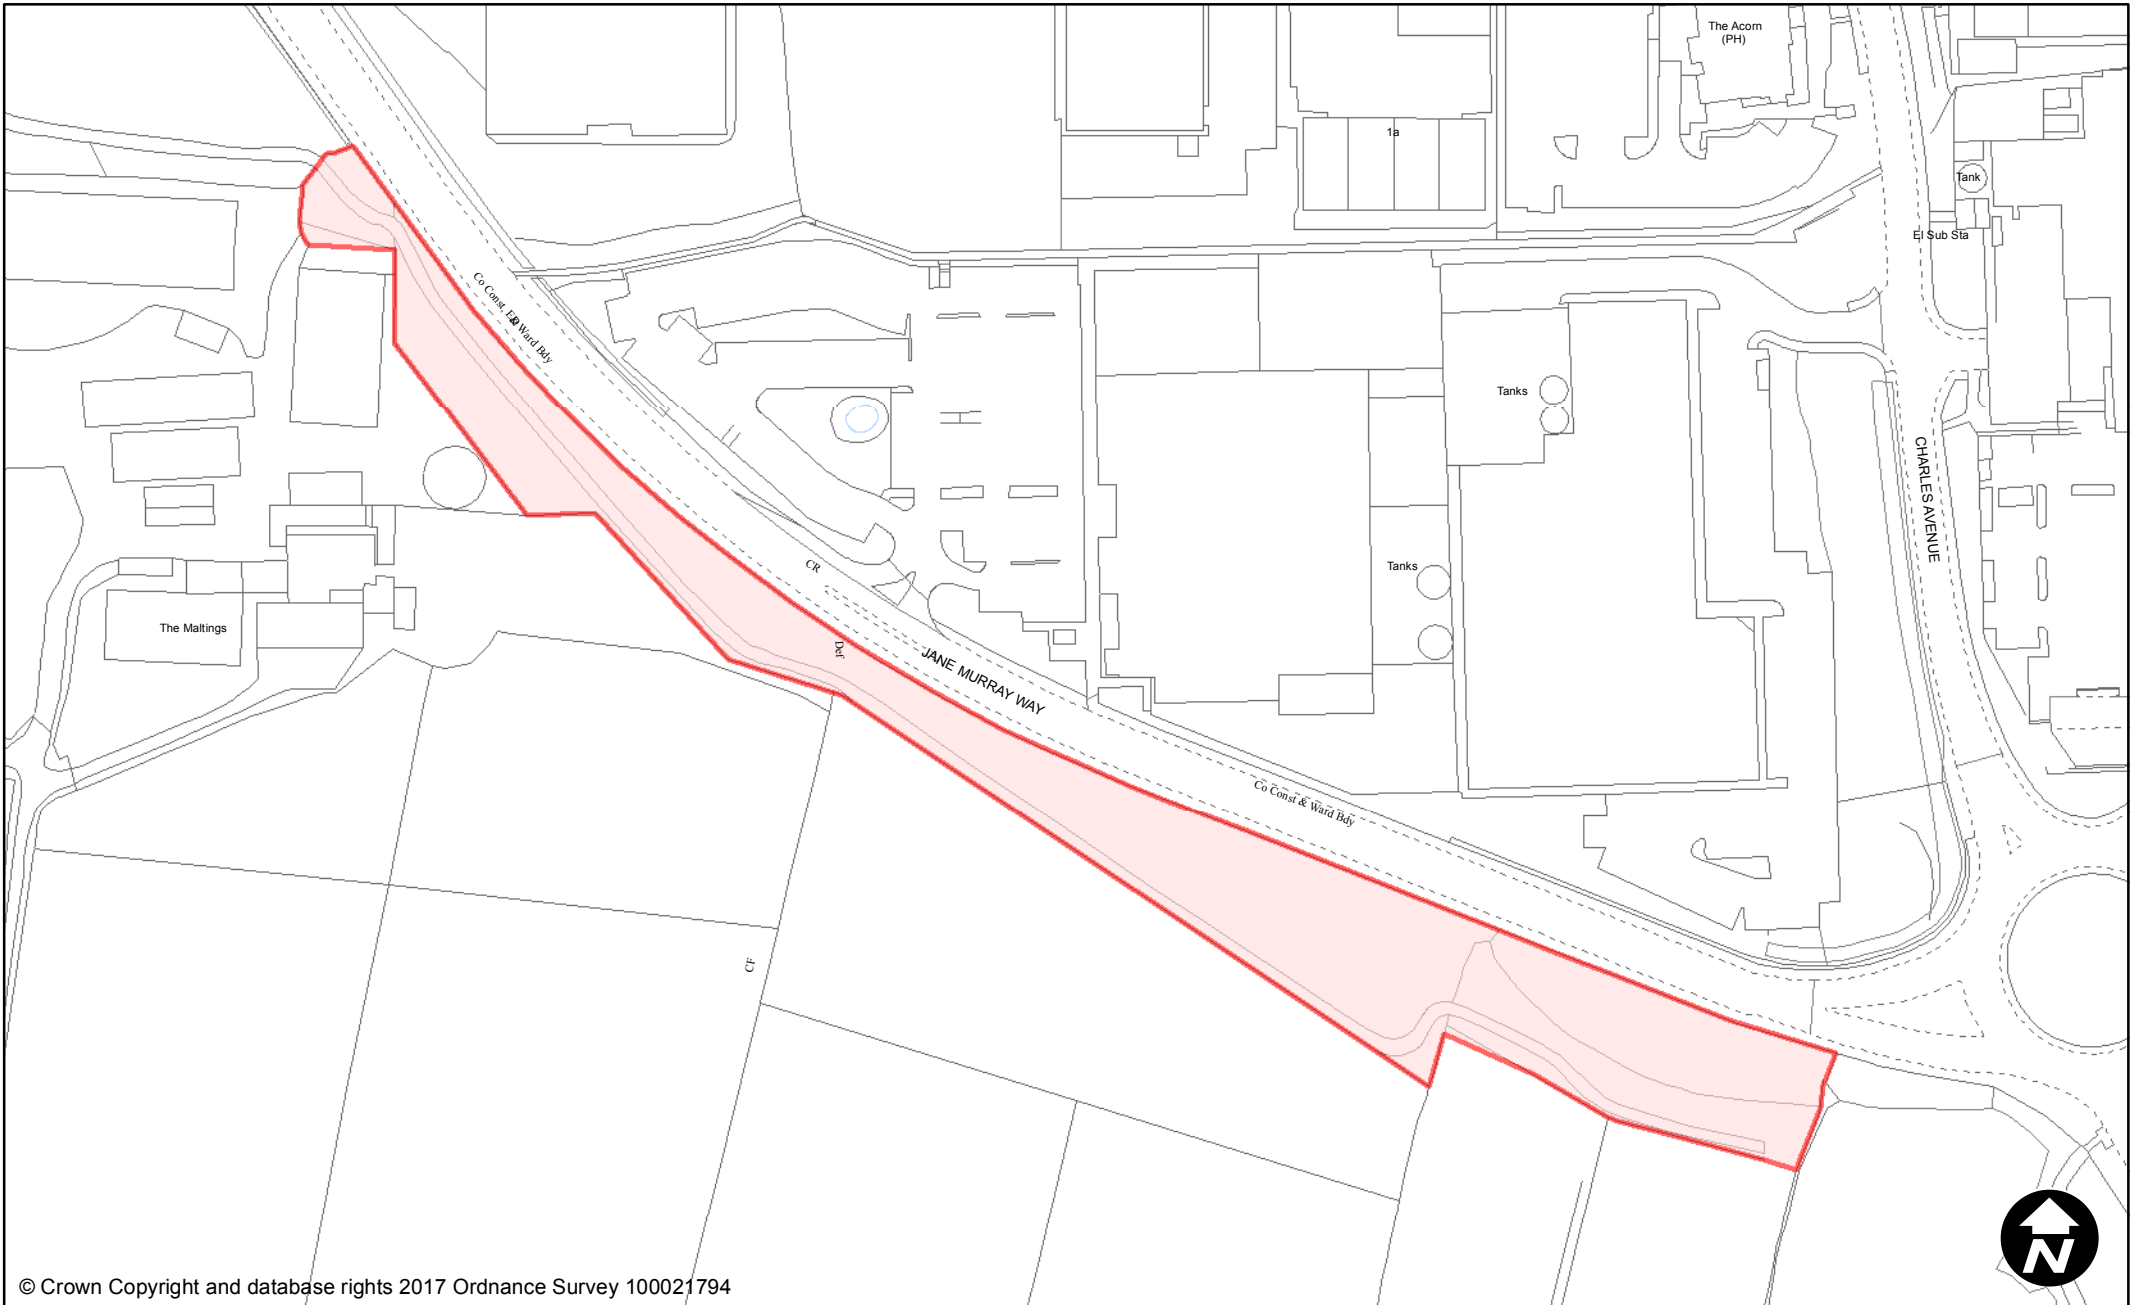 The Acorn
(PH)
1a
Tank
El Sub Sta
Co Const, ER & Ward Bdy
Tanks
CHARLES AVENUE
Tanks
CR
The Maltings
Def
JANE MURRAY WAY
Co Const & Ward Bdy
CF
N
© Crown Copyright and database rights 2017 Ordnance Survey 100021794